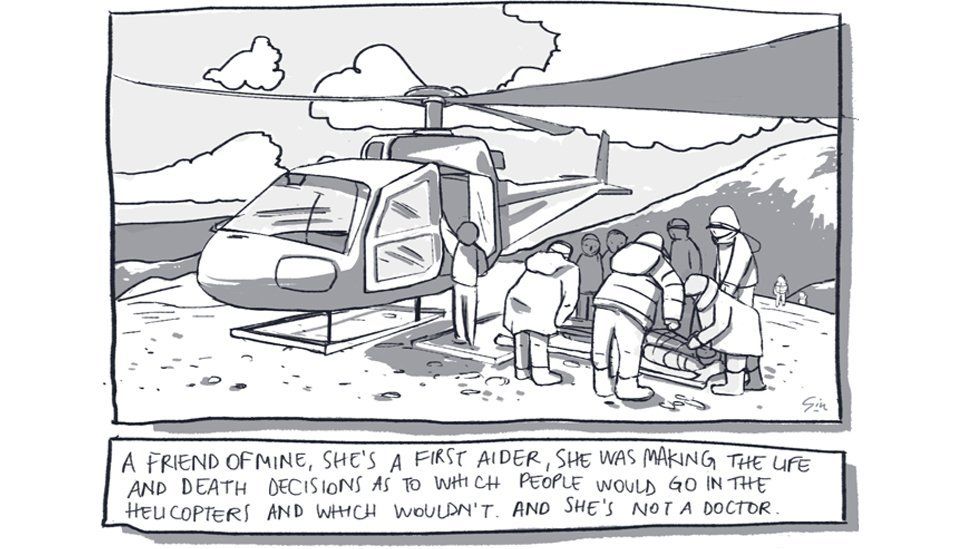 Sin
A FRIEND OF MINE, SHE'S A FIRST AIDER, SHE WAS MAKING THE LIFE
AND DEATH DECISIONS AS TO WHICH PEOPLE WOULD GO IN THE
HELICOPTERS AND WHICH WOULDN'T. AND SHE'S NOT A DOCTOR.